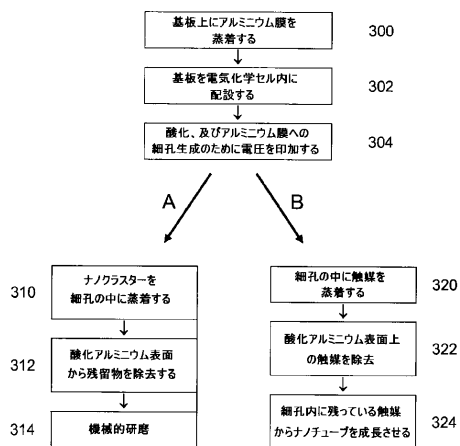 基板上にアルミニウム膜を
蒸着する
300
基板を電気化学セル内に
配設する
302
酸化、及びアルミニウム膜への
細孔生成のために電圧を印加する
304
A
B
310
ナノクラスターを
細孔の中に蒸着する
312
酸化アルミニウム表面
から残留物を除去する
314
機械的研磨
細孔の中に触媒を
蒸着する
320
酸化アルミニウム表面上
の触媒を除去
322
細孔内に残っている触媒
からナノチューブを成長させる
324